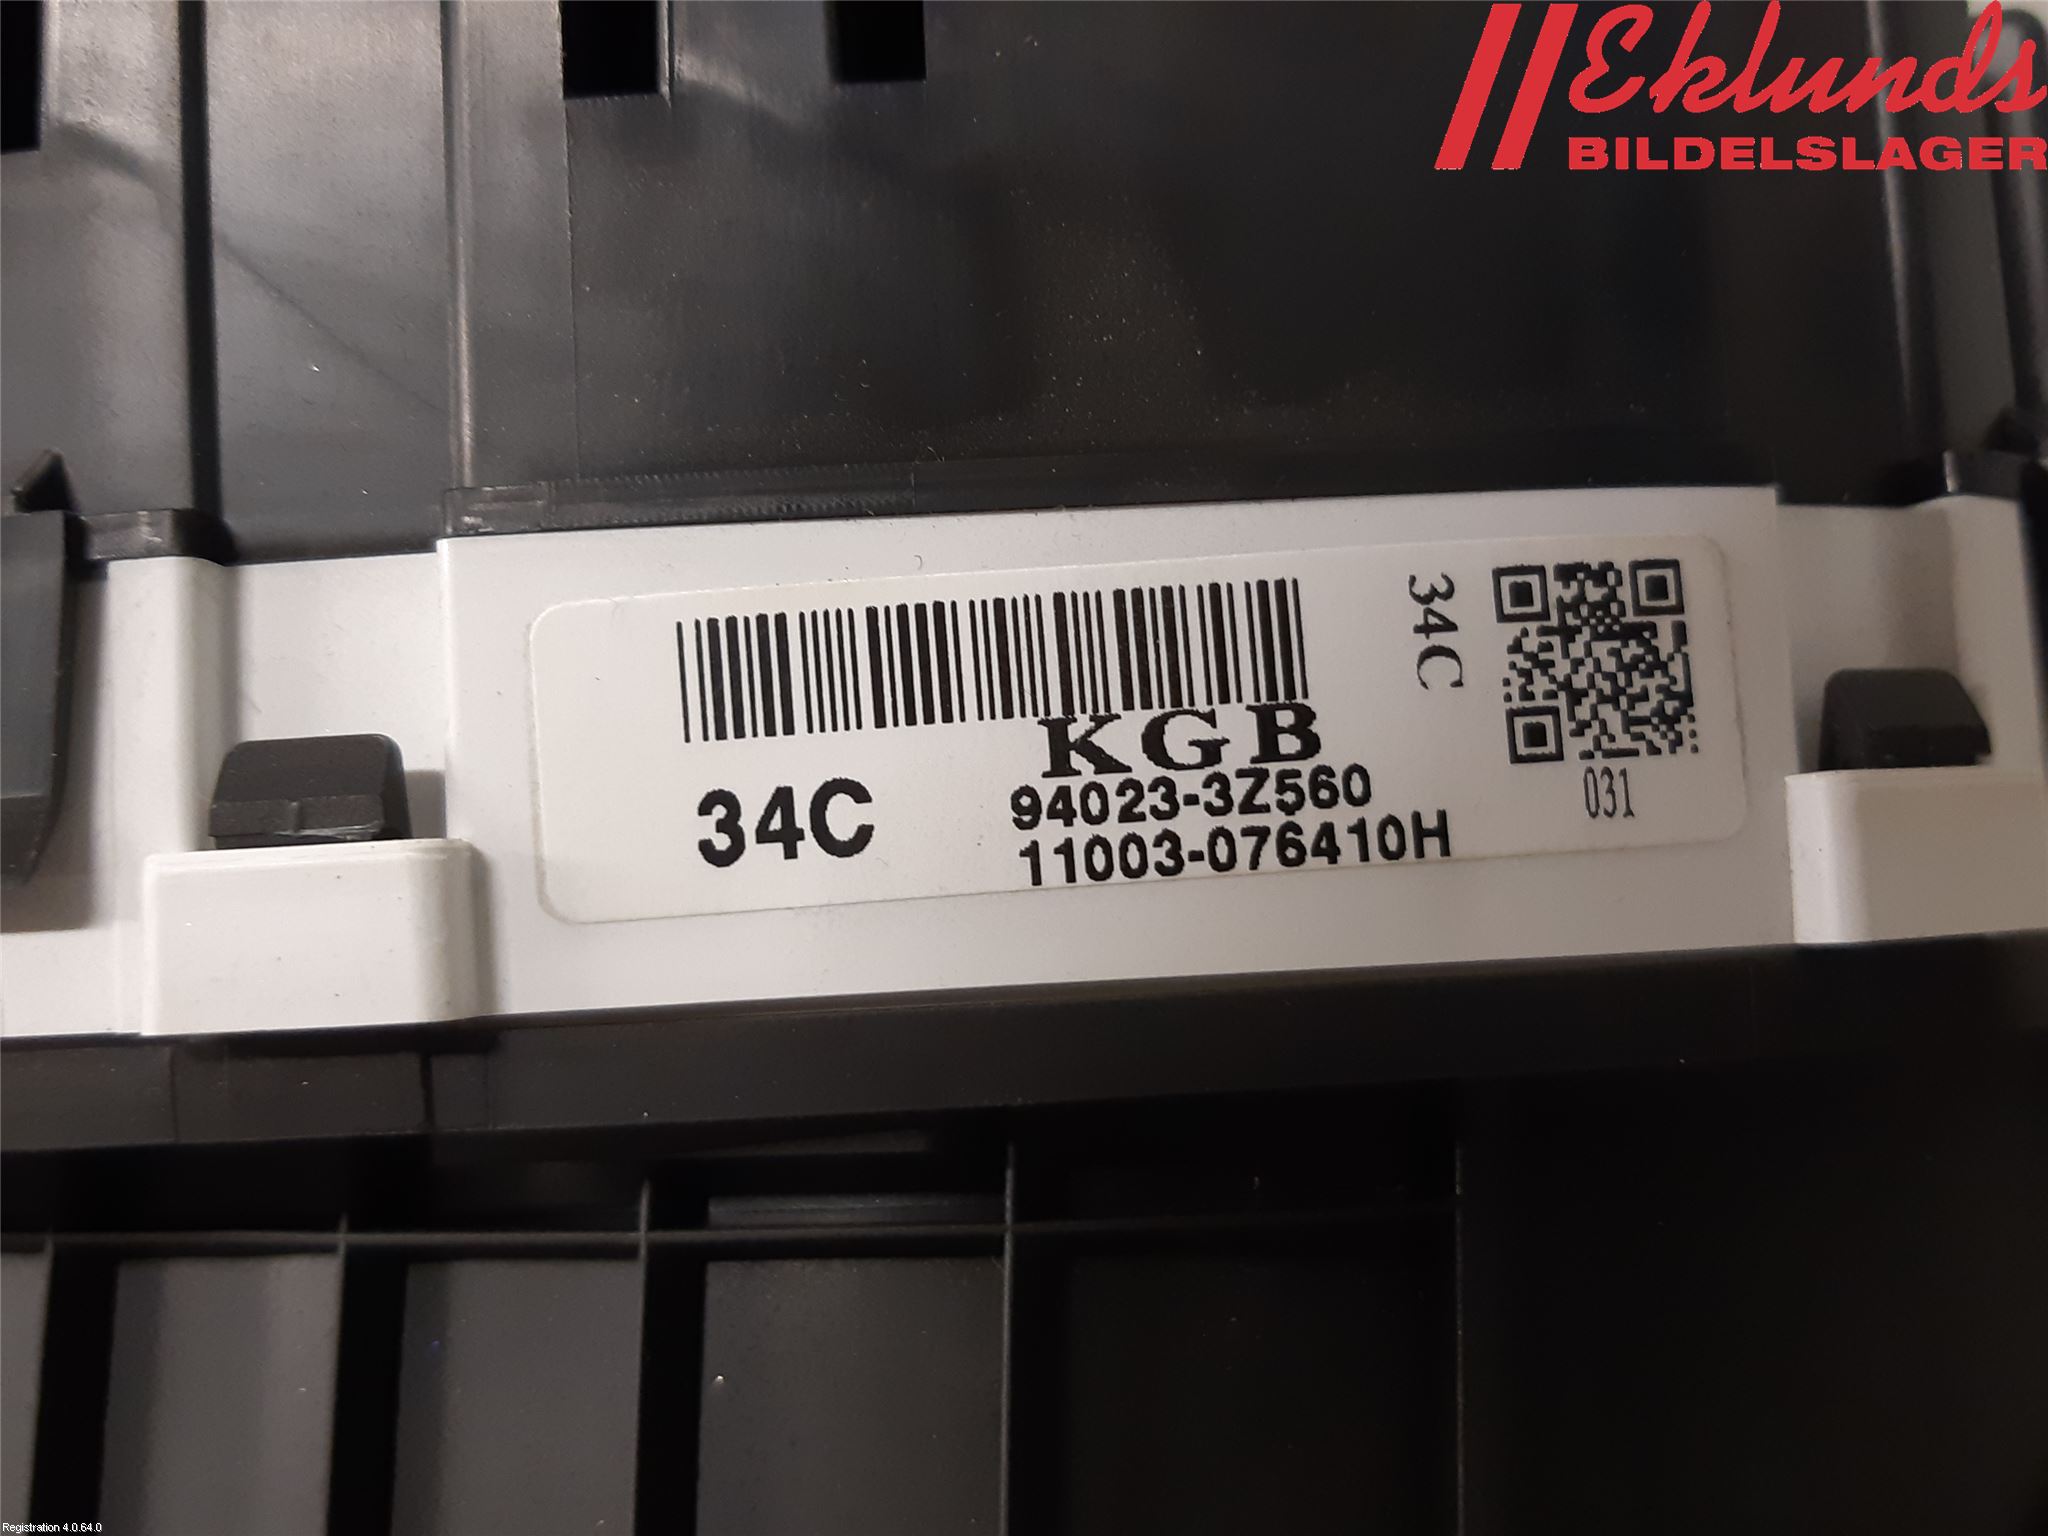 Eklunds
BILDELSLAGER
34C
KGB
34C
94023-3Z560
11003-076410H
031
Registration 4.0.64.0